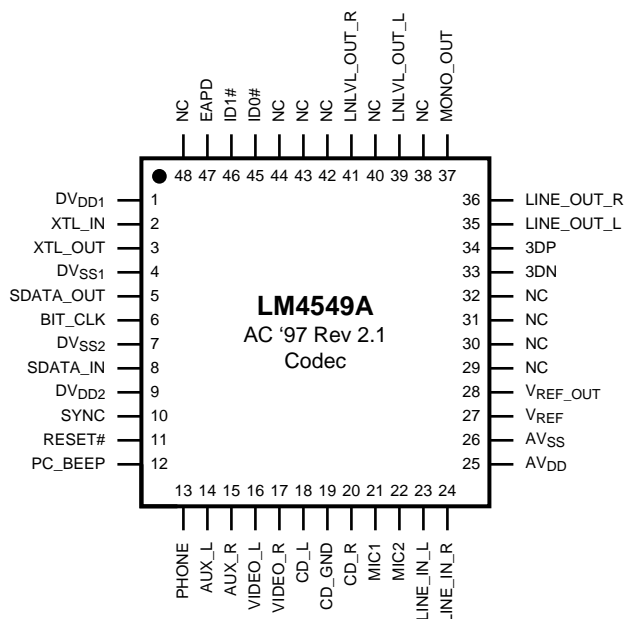 NC
EAPD
ID1#
ID0#
NC
NC
NC
LNLVL_OUT_R
NC
LNLVL_OUT_L
NC
MONO_OUT
48 47 46 45 44 43 42 41 40 39 38 37
DVDD1 1
XTL_IN 2
XTL_OUT 3
DVSS1 4
SDATA_OUT 5
BIT_CLK 6
DVSS2 7
SDATA_IN 8
DVDD2 9
SYNC 10
RESET# 11
PC_BEEP 12
LM4549A
AC ‘97 Rev 2.1
Codec
36 LINE_OUT_R
35 LINE_OUT_L
34 3DP
33 3DN
32 NC
31 NC
30 NC
29 NC
28 VREF_OUT
27 VREF
26 AVSS
25 AVDD
13 14 15 16 17 18 19 20 21 22 23 24
PHONE
AUX_L
AUX_R
VIDEO_L
VIDEO_R
CD_L
CD_GND
CD_R
MIC1
MIC2
LINE_IN_L
LINE_IN_R